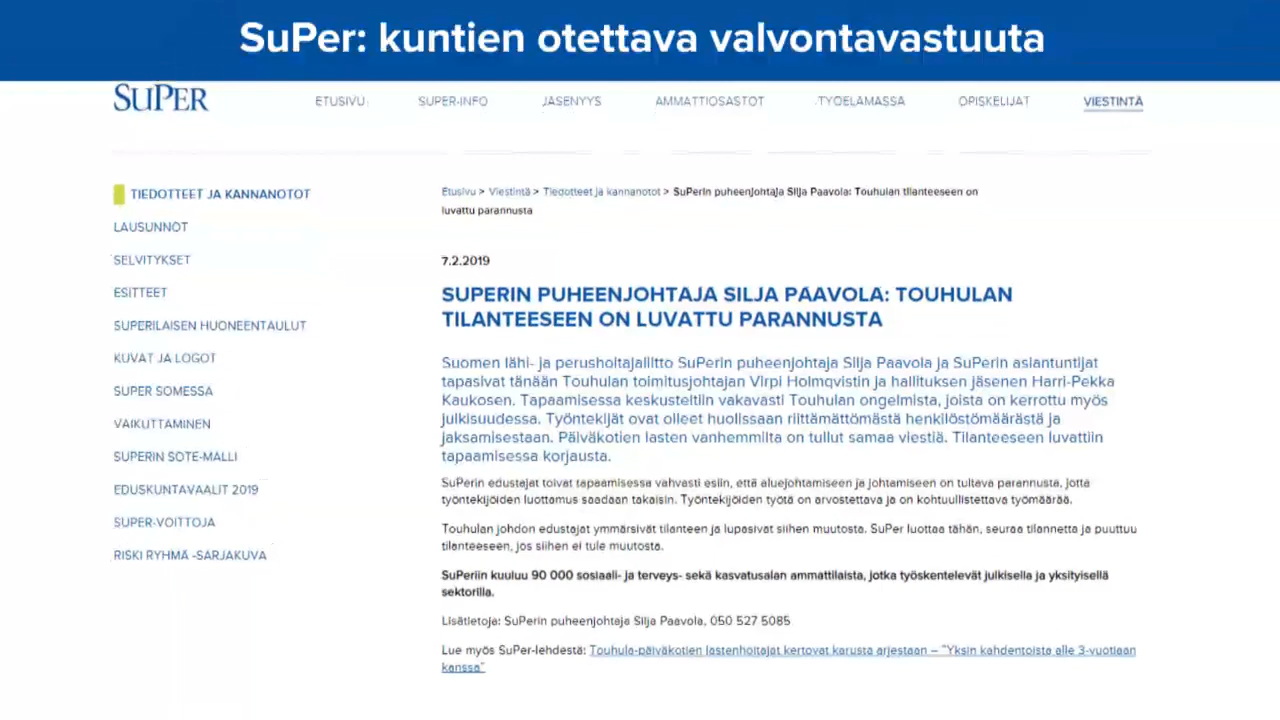 SuPer: kuntien otettava valvontavastuuta
SUPER
ETUSIVU SUPER-INFO JÄSENYYS AMMATTIOSASTOT TYÖELÄMÄSSÄ OPISKELIJAT VIESTINTÄ
TIEDOTTEET JA KANNANOTOT
LAUSUNNOT
SELVITYKSET
ESITTEET
SUPERILAISEN HUONEENTAULUT
KUVAT JA LOGOT
SUPER SOMESSA
VAIKUTTAMINEN
SUPERIN SOTE-MALLI
EDUSKUNTAVAALIT 2019
SUPER-VOITTOJA
RISKI RYHMÄ -SARJAKUVA
Etusivu > Viestintä > Tiedotteet ja kannanotot > SuPerin puheenjohtaja Silja Paavola: Touhulan tilanteeseen on
luvattu parannusta
7.2.2019
SUPERIN PUHEENJOHTAJA SILJA PAAVOLA: TOUHULAN
TILANTEESEEN ON LUVATTU PARANNUSTA
Suomen lähi- ja perushoitajaliitto SuPerin puheenjohtaja Silja Paavola ja SuPerin asiantuntijat
tapasivat tänään Touhulan toimitusjohtajan Virpi Holmqvistin ja hallituksen jäsenen Harri-Pekka
Kaukosen. Tapaamisessa keskusteltiin vakavasti Touhulan ongelmista, joista on kerrottu myös
julkisuudessa. Työntekijät ovat olleet huolissaan riittämättömästä henkilöstömäärästä ja
jaksamisestaan. Päiväkotien lasten vanhemmilta on tullut samaa viestiä. Tilanteeseen luvattiin
tapaamisessa korjausta.
SuPerin edustajat toivat tapaamisessa vahvasti esiin, että aluejohtamiseen ja johtamiseen on tultava parannusta, jotta
työntekijöiden luottamus saadaan takaisin. Työntekijöiden työtä on arvostettava ja on kohtuullistettava työmäärää.
Touhulan johdon edustajat ymmärsivät tilanteen ja lupasivat siihen muutosta. SuPer luottaa tähän, seuraa tilannetta ja puuttuu
tilanteeseen, jos siihen ei tule muutosta.
SuPeriin kuuluu 90 000 sosiaali- ja terveys- sekä kasvatusalan ammattilaista, jotka työskentelevät julkisella ja yksityisellä
sektorilla.
Lisätietoja: SuPerin puheenjohtaja Silja Paavola, 050 527 5085
Lue myös SuPer-lehdestä: Touhula-päiväkotien lastenhoitajat kertovat karusta arjestaan – "Yksin kahdentoista alle 3-vuotiaan
kanssa"